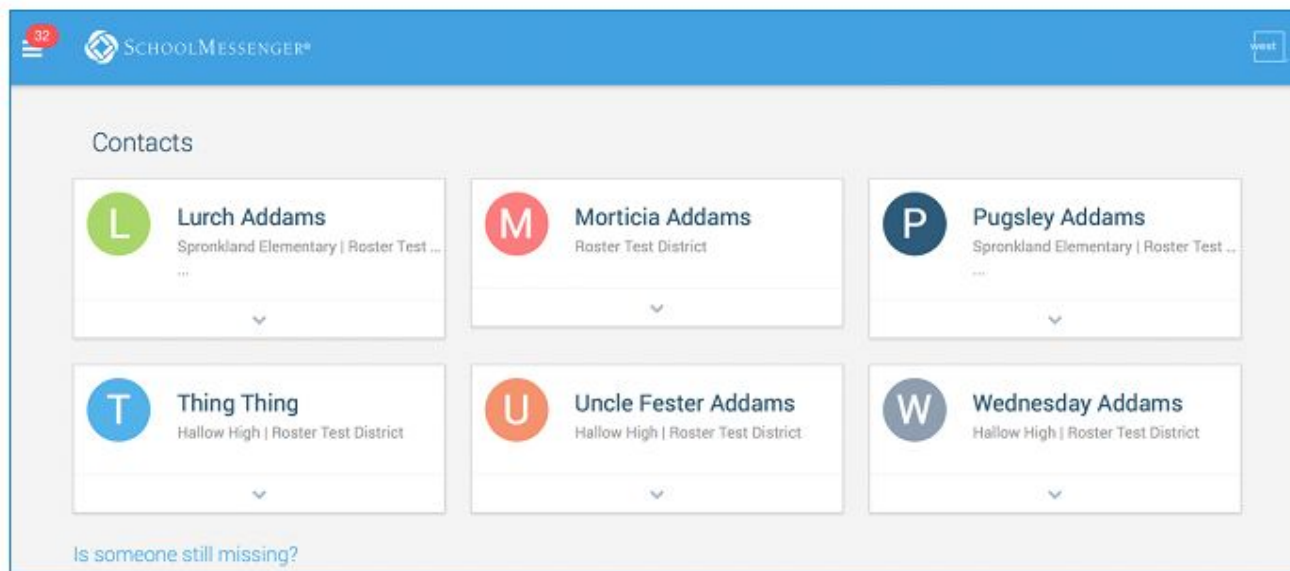 32
SCHOOLMESSENGER®
west
Contacts
L
Lurch Addams
Spronkland Elementary | Roster Test ...
...
M
Morticia Addams
Roster Test District
P
Pugsley Addams
Spronkland Elementary | Roster Test ..
...
T
Thing Thing
Hallow High | Roster Test District
U
Uncle Fester Addams
Hallow High | Roster Test District
W
Wednesday Addams
Hallow High | Roster Test District
Is someone still missing?